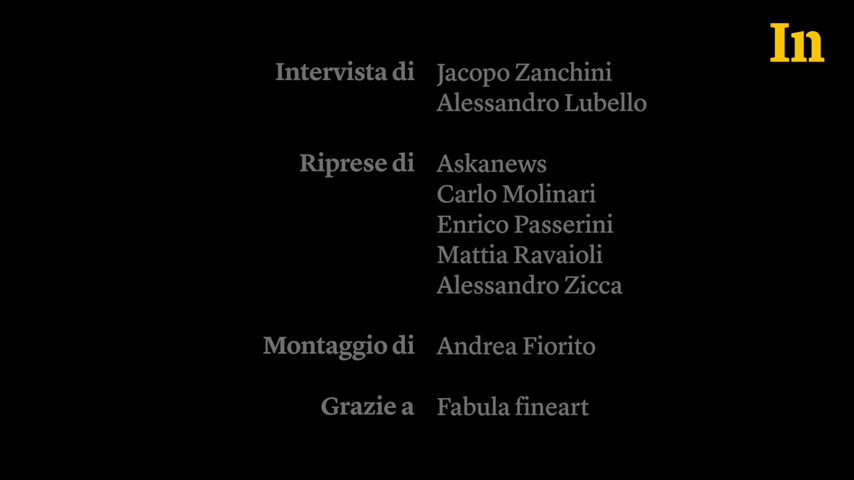 In
Intervista di Jacopo Zanchini
Alessandro Lubello
Riprese di Askanews
Carlo Molinari
Enrico Passerini
Mattia Ravaioli
Alessandro Zicca
Montaggio di Andrea Fiorito
Grazie a Fabula fineart